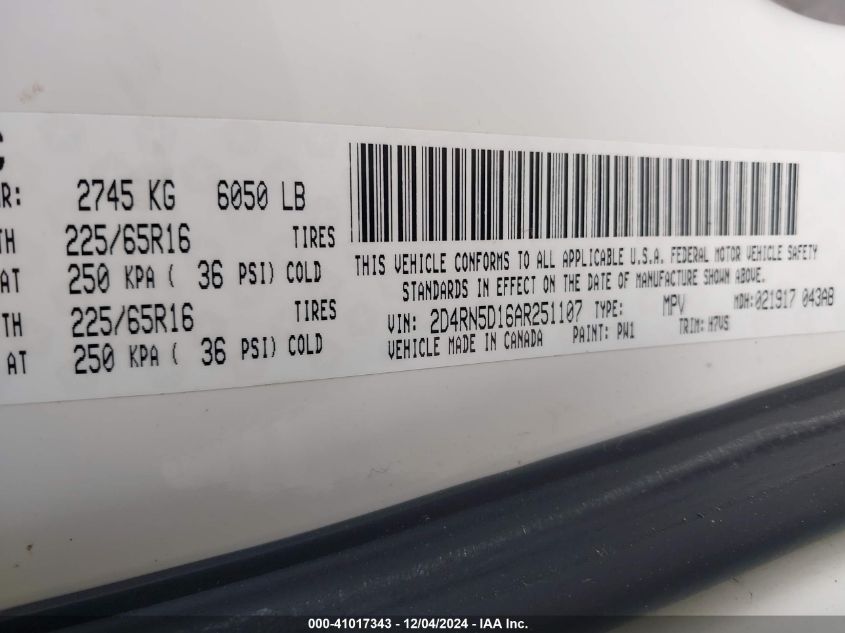 C
R: 2745 KG 6050 LB
TH 225/65R16 TIRES
AT 250 KPA ( 36 PSI) COLD
TH 225/65R16 TIRES
AT 250 KPA ( 36 PSI) COLD
THIS VEHICLE CONFORMS TO ALL APPLICABLE U.S.A. FEDERAL MOTOR VEHICLE SAFETY
STANDARDS IN EFFECT ON THE DATE OF MANUFACTURE SHOWN ABOVE.
VIN: 2D4RN5D16AR251107 TYPE: MPV MDH:021917 043AB
VEHICLE MADE IN CANADA PAINT: PW1 TRIM: H7VS
000-41017343 – 12/04/2024 – IAA Inc.